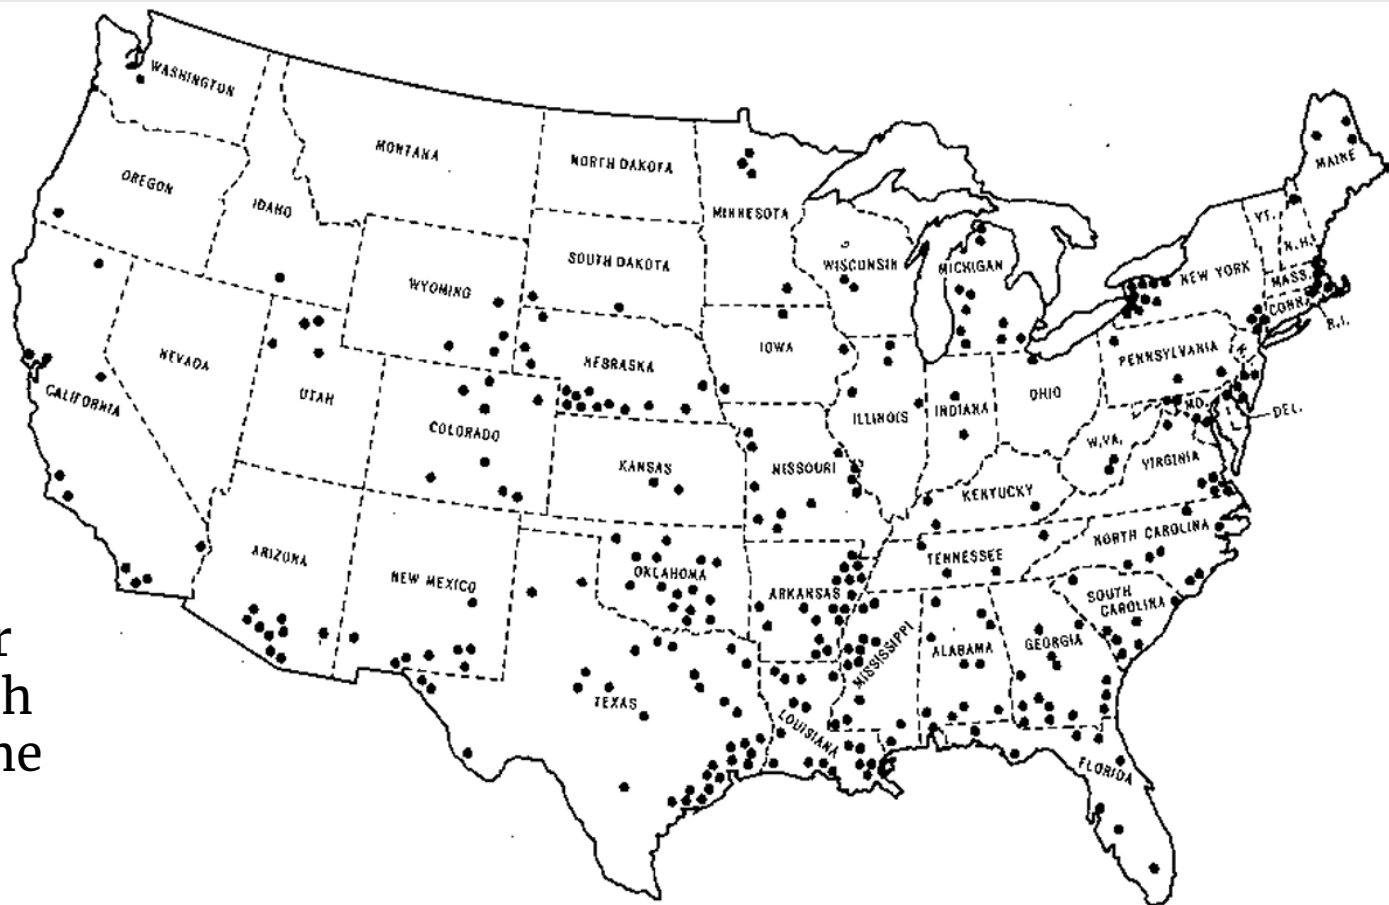 WASHINGTON
MONTANA
NORTH DAKOTA
MAINE
OREGON
IDAHO
MINNESOTA
VT.
N.H.
WYOMING
SOUTH DAKOTA
WISCONSIN
MICHIGAN
NEW YORK
MASS.
CONN.
R.I.
NEVADA
NEBRASKA
IOWA
PENNSYLVANIA
CALIFORNIA
UTAH
COLORADO
ILLINOIS
INDIANA
OHIO
MD.
DEL.
KANSAS
MISSOURI
W.VA.
VIRGINIA
KENTUCKY
ARIZONA
NEW MEXICO
OKLAHOMA
ARKANSAS
TENNESSEE
NORTH CAROLINA
SOUTH
CAROLINA
r
MISSISSIPPI
ALABAMA
GEORGIA
h
TEXAS
LOUISIANA
ne
FLORIDA